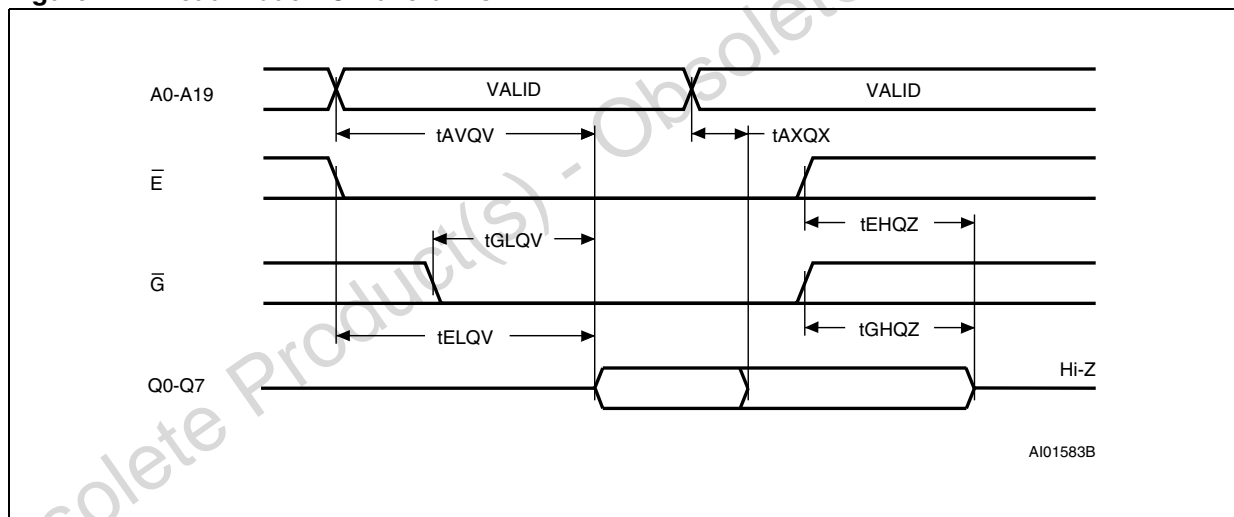 A0-A19
VALID
VALID
tAVQV
tAXQX
E
tEHQZ
tGLQV
G
tGHQZ
tELQV
Q0-Q7
Hi-Z
AI01583B
Obsolete Product(s) - Obsolete